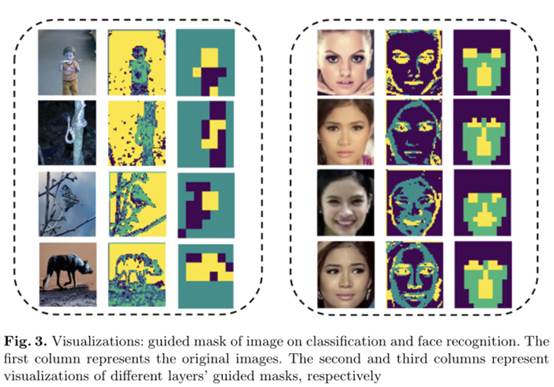 Fig. 3. Visualizations: guided mask of image on classification and face recognition. The
first column represents the original images. The second and third columns represent
visualizations of different layers' guided masks, respectively